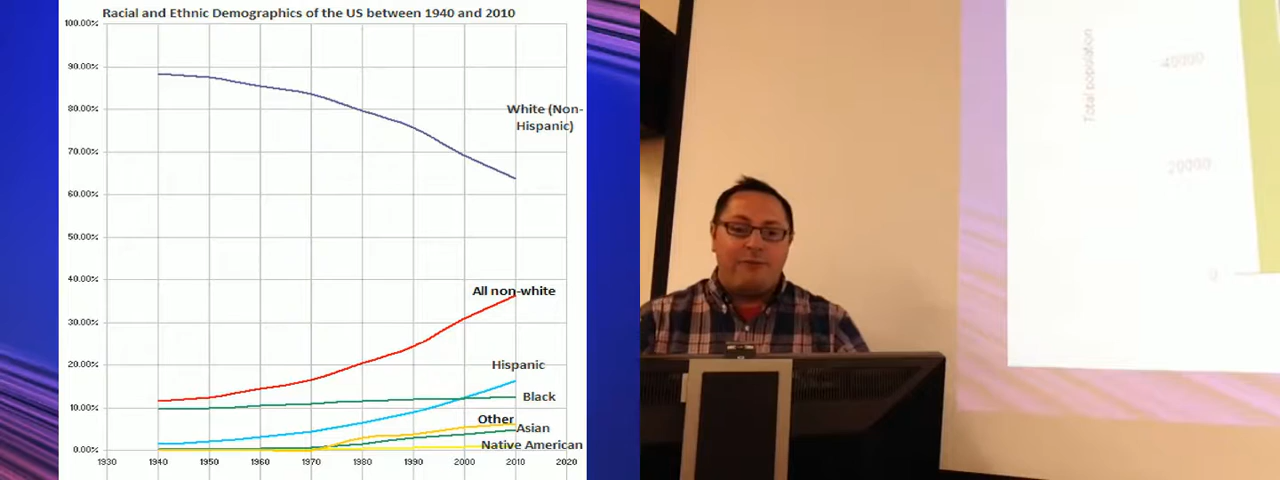 Racial and Ethnic Demographics of the US between 1940 and 2010
100.00%
90.00%
80.00%
70.00%
60.00%
50.00%
40.00%
30.00%
20.00%
10.00%
0.00%
White (Non-
Hispanic)
All non-white
Hispanic
Black
Other
Asian
Native American
1930 1940 1950 1960 1970 1980 1990 2000 2010 2020
Total population
40000
20000
0